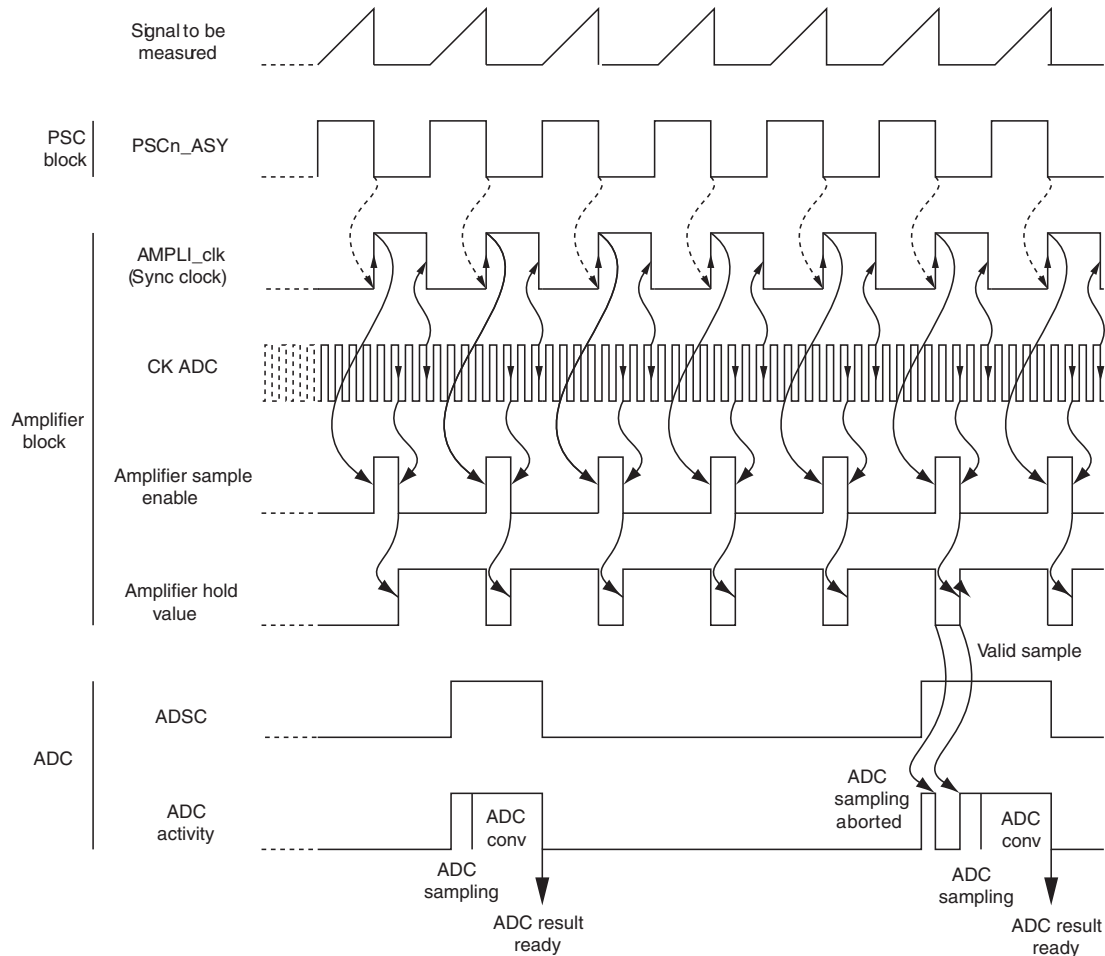 Signal to be
measured
PSC
block
PSCn_ASY
AMPLI_clk
(Sync clock)
CK ADC
Amplifier
block
Amplifier sample
enable
Amplifier hold
value
Valid sample
ADSC
ADC
ADC
activity
ADC
conv
ADC
sampling
ADC result
ready
ADC
sampling
aborted
ADC
conv
ADC
sampling
ADC result
ready